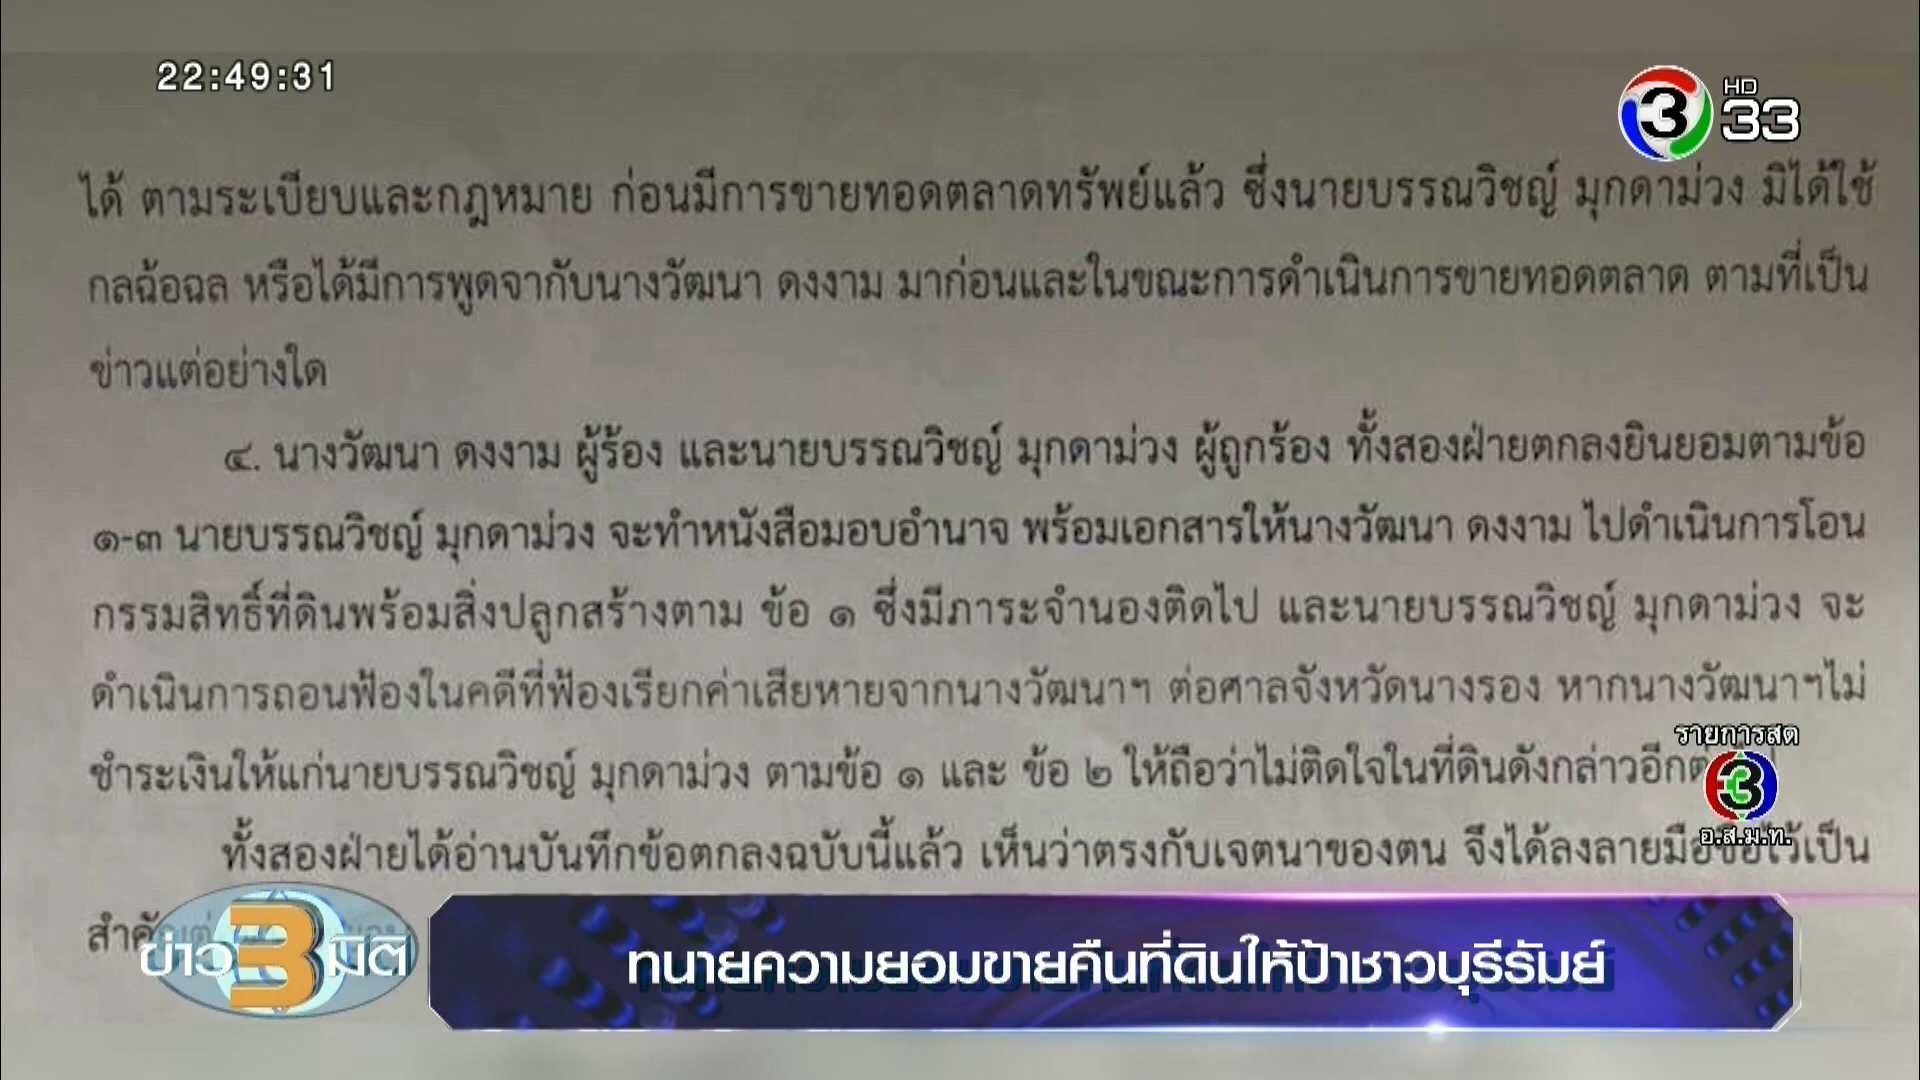 22:49:31
HD
3 33
ได้ ตามระเบียบและกฎหมาย ก่อนมีการขายทอดตลาดทรัพย์แล้ว ซึ่งนายบรรณวิชญ์ มุกดาม่วง มิได้ใช้
กลฉ้อฉล หรือได้มีการพูดจากับนางวัฒนา ดงงาม มาก่อนและในขณะการดำเนินการขายทอดตลาด ตามที่เป็น
ข่าวแต่อย่างใด
๔. นางวัฒนา ดงงาม ผู้ร้อง และนายบรรณวิชญ์ มุกดาม่วง ผู้ถูกร้อง ทั้งสองฝ่ายตกลงยินยอมตามข้อ
๑-๓ นายบรรณวิชญ์ มุกดาม่วง จะทำหนังสือมอบอำนาจ พร้อมเอกสารให้นางวัฒนา ดงงาม ไปดำเนินการโอน
กรรมสิทธิ์ที่ดินพร้อมสิ่งปลูกสร้างตาม ข้อ ๑ ซึ่งมีภาระจำนองติดไป และนายบรรณวิชญ์ มุกดาม่วง จะ
ดำเนินการถอนฟ้องในคดีที่ฟ้องเรียกค่าเสียหายจากนางวัฒนาฯ ต่อศาลจังหวัดนางรอง หากนางวัฒนาฯไม่
ชำระเงินให้แก่นายบรรณวิชญ์ มุกดาม่วง ตามข้อ ๑ และ ข้อ ๒ ให้ถือว่าไม่ติดใจในที่ดินดังกล่าวอีก
รายการสด
3
อ.ส.ม.ท.
ทั้งสองฝ่ายได้อ่านบันทึกข้อตกลงฉบับนี้แล้ว เห็นว่าตรงกับเจตนาของตน จึงได้ลงลายมือชื่อไว้เป็น
ข่าว 3 มิติ
ทนายความยอมขายคืนที่ดินให้ป้าชาวบุรีรัมย์